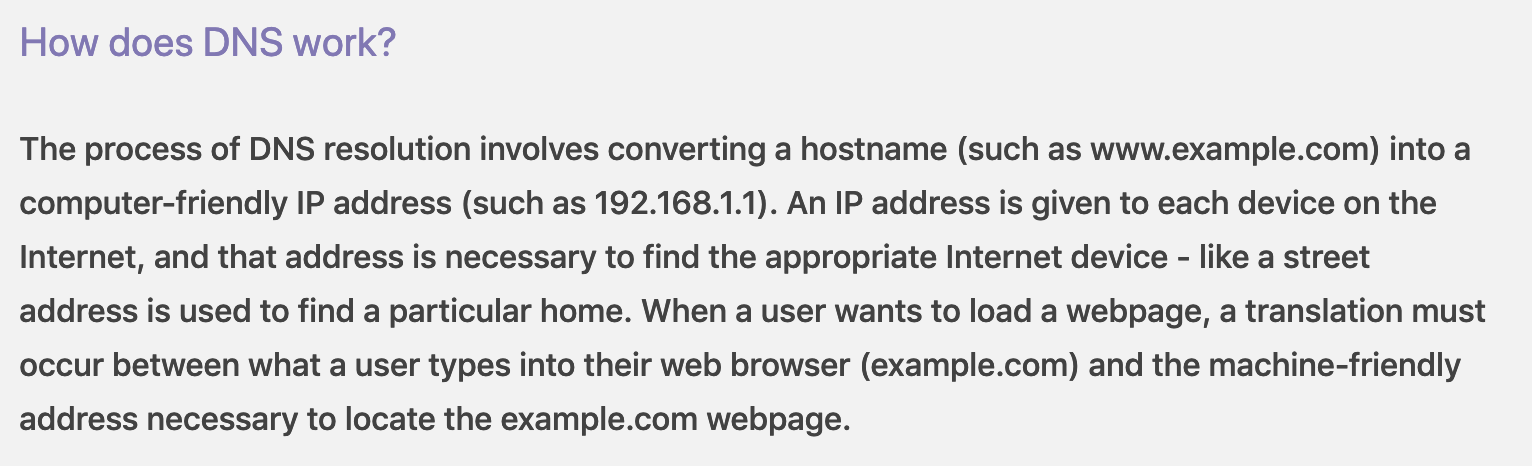 How does DNS work?
The process of DNS resolution involves converting a hostname (such as www.example.com) into a
computer-friendly IP address (such as 192.168.1.1). An IP address is given to each device on the
Internet, and that address is necessary to find the appropriate Internet device - like a street
address is used to find a particular home. When a user wants to load a webpage, a translation must
occur between what a user types into their web browser (example.com) and the machine-friendly
address necessary to locate the example.com webpage.